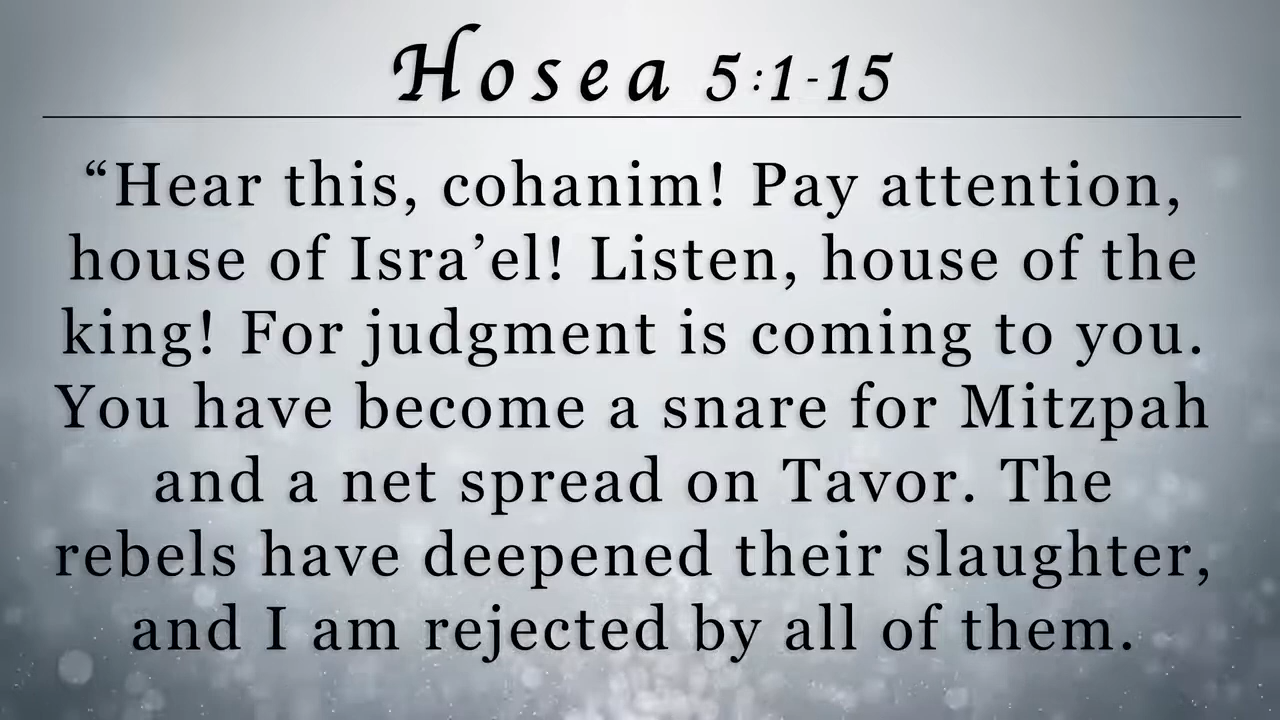 Hosea 5:1-15
“Hear this, cohanim! Pay attention,
house of Isra’el! Listen, house of the
king! For judgment is coming to you.
You have become a snare for Mitzpah
and a net spread on Tavor. The
rebels have deepened their slaughter,
and I am rejected by all of them.